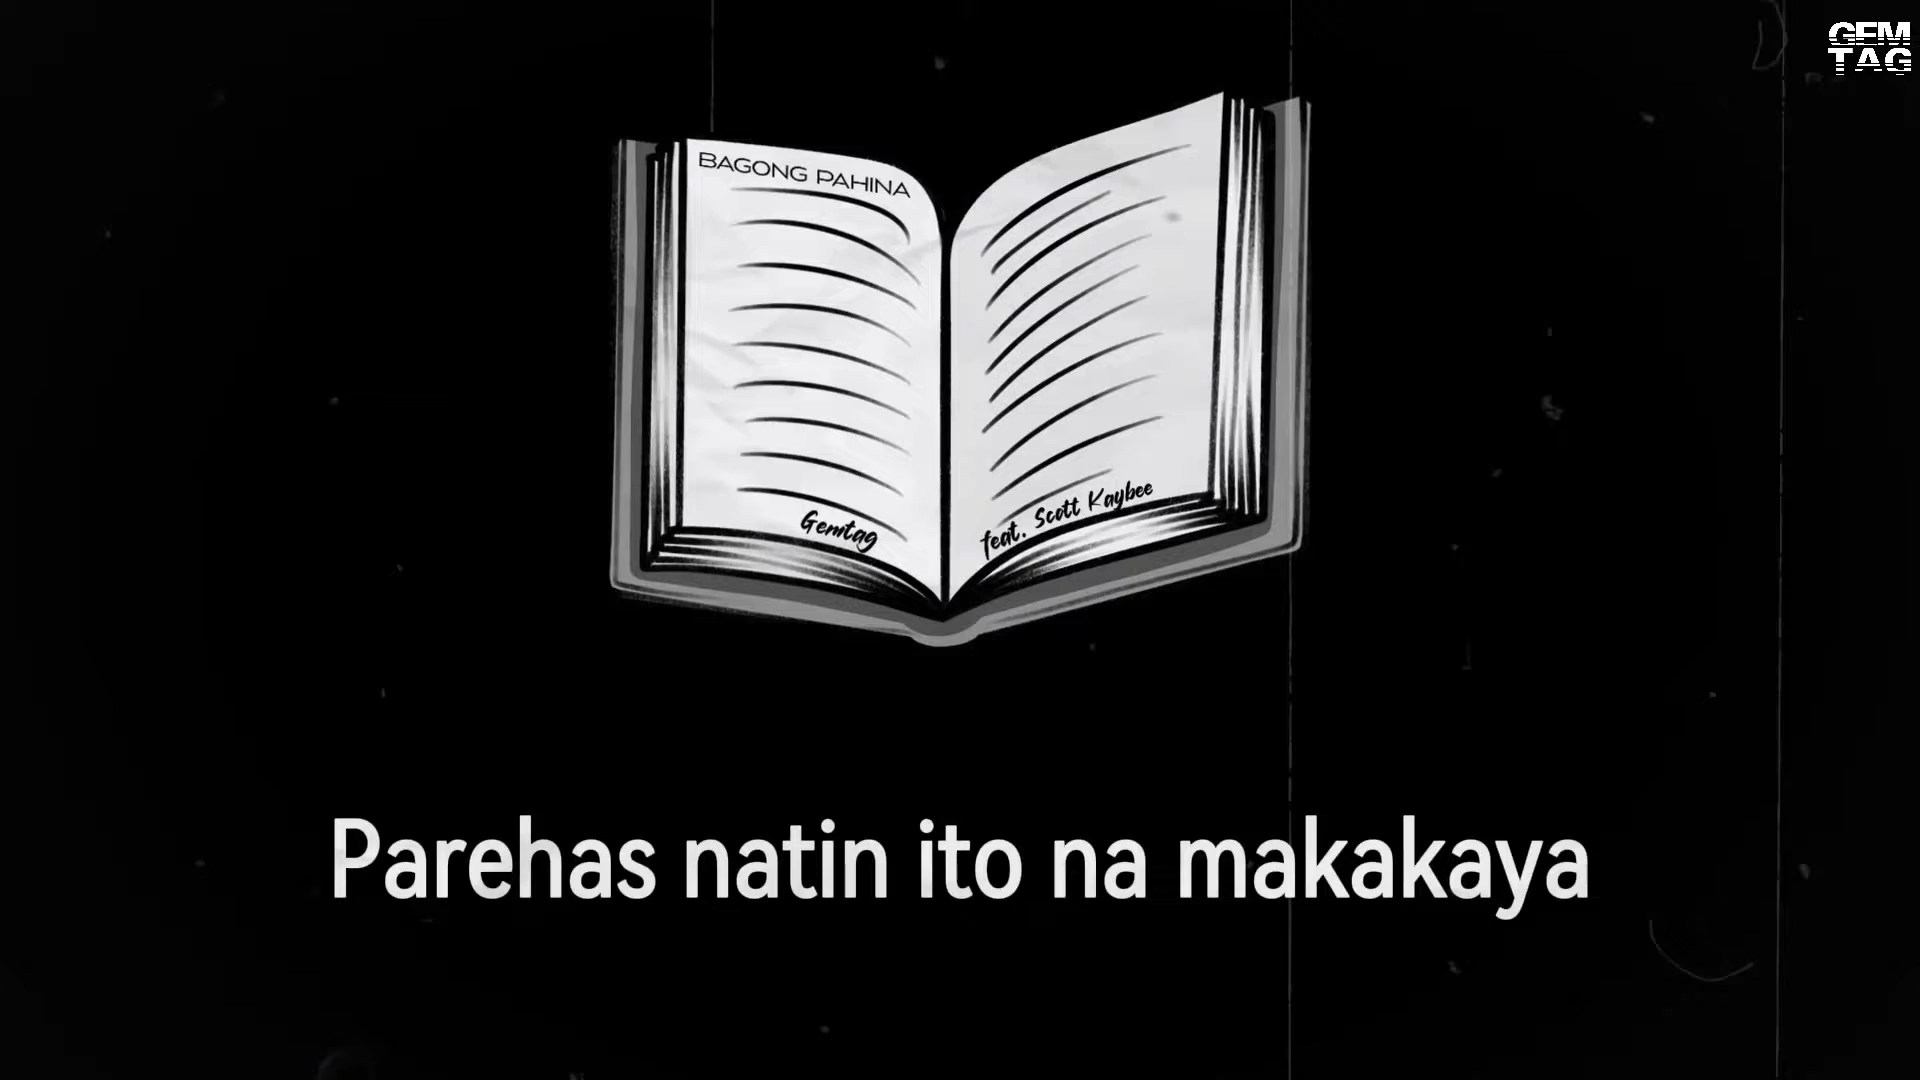 GEM
TAG
BAGONG PAHINA
Gemtag
feat. Scott Kaybee
Parehas natin ito na makakaya